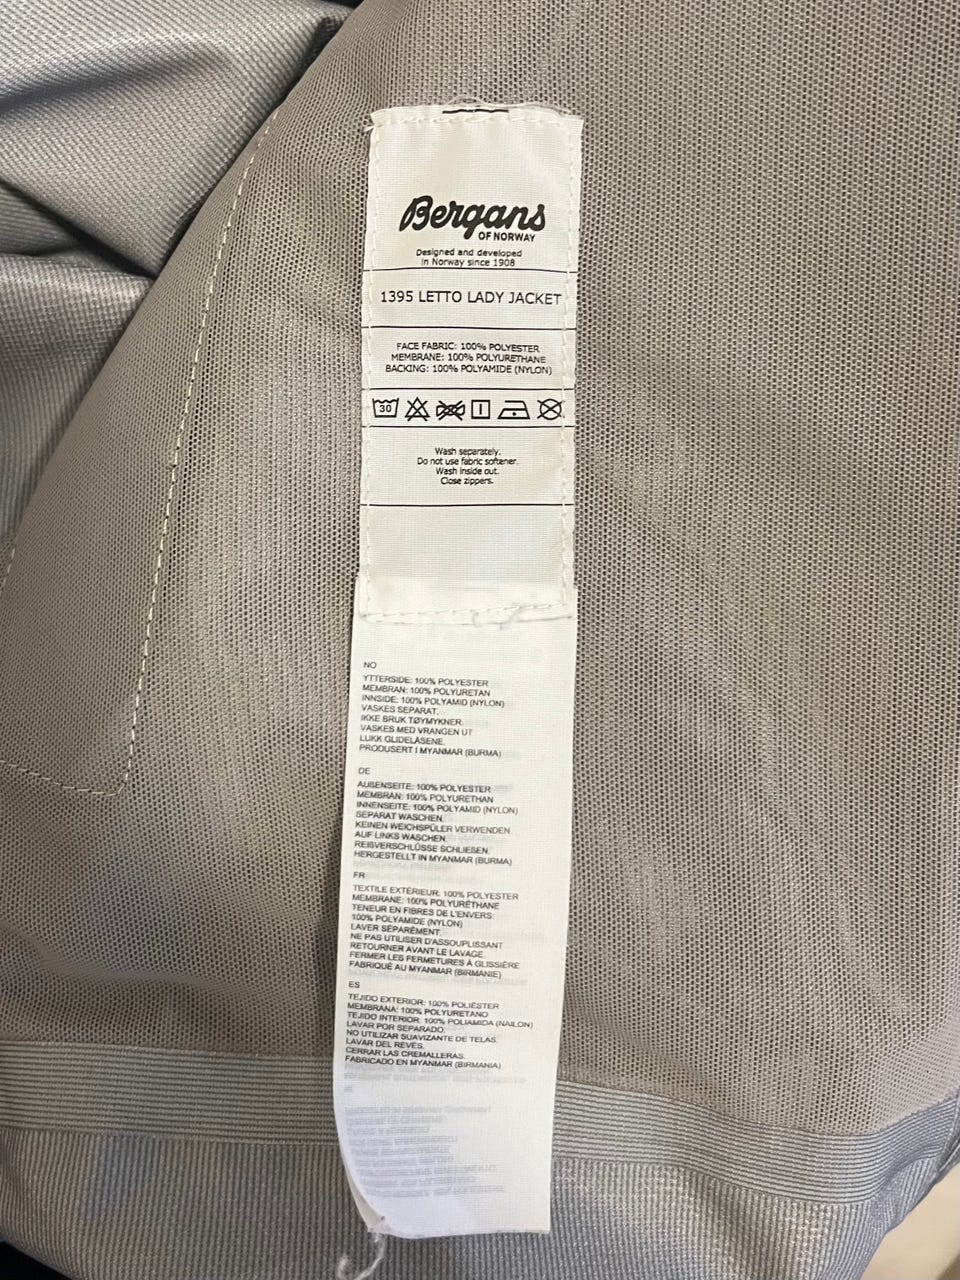 Bergans
OF NORWAY
Designed and developed
in Norway since 1908
1395 LETTO LADY JACKET
FACE FABRIC: 100% POLYESTER
MEMBRANE: 100% POLYURETHANE
BACKING: 100% POLYAMIDE (NYLON)
30
Wash separately.
Do not use fabric softener.
Wash inside out.
Close zippers.
NO
YTTERSIDE: 100% POLYESTER
MEMBRAN: 100% POLYURETAN
INNSIDE: 100% POLYAMID (NYLON)
VASKES SEPARAT.
IKKE BRUK TØYMYKNER.
VASKES MED VRANGEN UT
LUKK GLIDELÅSENE.
PRODUSERT I MYANMAR (BURMA)
DE
AUßENSEITE: 100% POLYESTER
MEMBRAN: 100% POLYURETHAN
INNENSEITE: 100% POLYAMID (NYLON)
SEPARAT WASCHEN.
KEINEN WEICHSPÜLER VERWENDEN
AUF LINKS WASCHEN.
REIßVERSCHLÜSSE SCHLIEßEN.
HERGESTELLT IN MYANMAR (BURMA)
FR
TEXTILE EXTÉRIEUR: 100% POLYESTER
MEMBRANE: 100% POLYURÉTHANE
TENEUR EN FIBRES DE L'ENVERS:
100% POLYAMIDE (NYLON)
LAVER SÉPARÉMENT.
NE PAS UTILISER D'ASSOUPLISSANT
RETOURNER AVANT LE LAVAGE.
FERMER LES FERMETURES À GLISSIÈRE
FABRIQUÉ AU MYANMAR (BIRMANIE)
ES
TEJIDO EXTERIOR: 100% POLIÉSTER
MEMBRANA: 100% POLYURETANO
TEJIDO INTERIOR: 100% POLIAMIDA (NAILON)
LAVAR POR SEPARADO.
NO UTILIZAR SUAVIZANTE DE TELAS.
LAVAR DEL REVÉS.
CERRAR LAS CREMALLERAS.
FABRICADO EN MYANMAR (BIRMANIA)